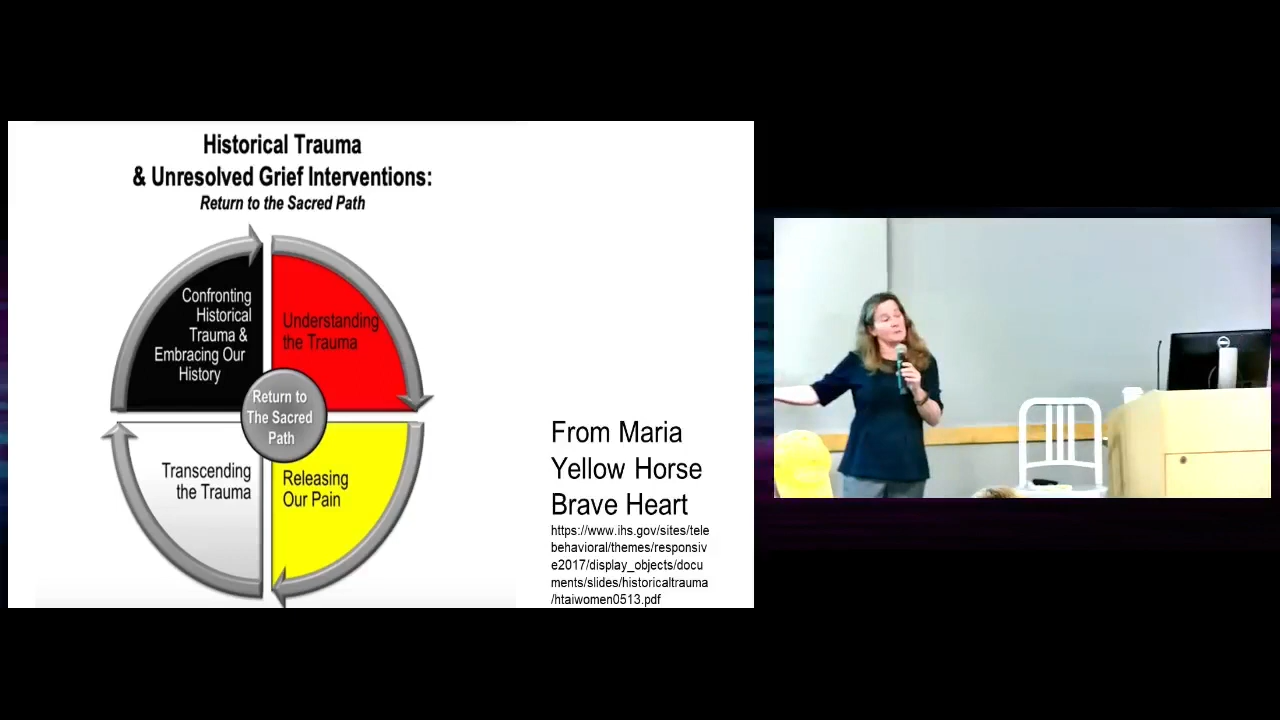 Historical Trauma
& Unresolved Grief Interventions:
Return to the Sacred Path
Confronting
Historical
Trauma &
Embracing Our
History
Understanding
the Trauma
Return to
The Sacred
Path
Transcending
the Trauma
Releasing
Our Pain
From Maria
Yellow Horse
Brave Heart
https://www.ihs.gov/sites/tele
behavioral/themes/responsiv
e2017/display_objects/docu
ments/slides/historicaltrauma
/htaiwomen0513.pdf